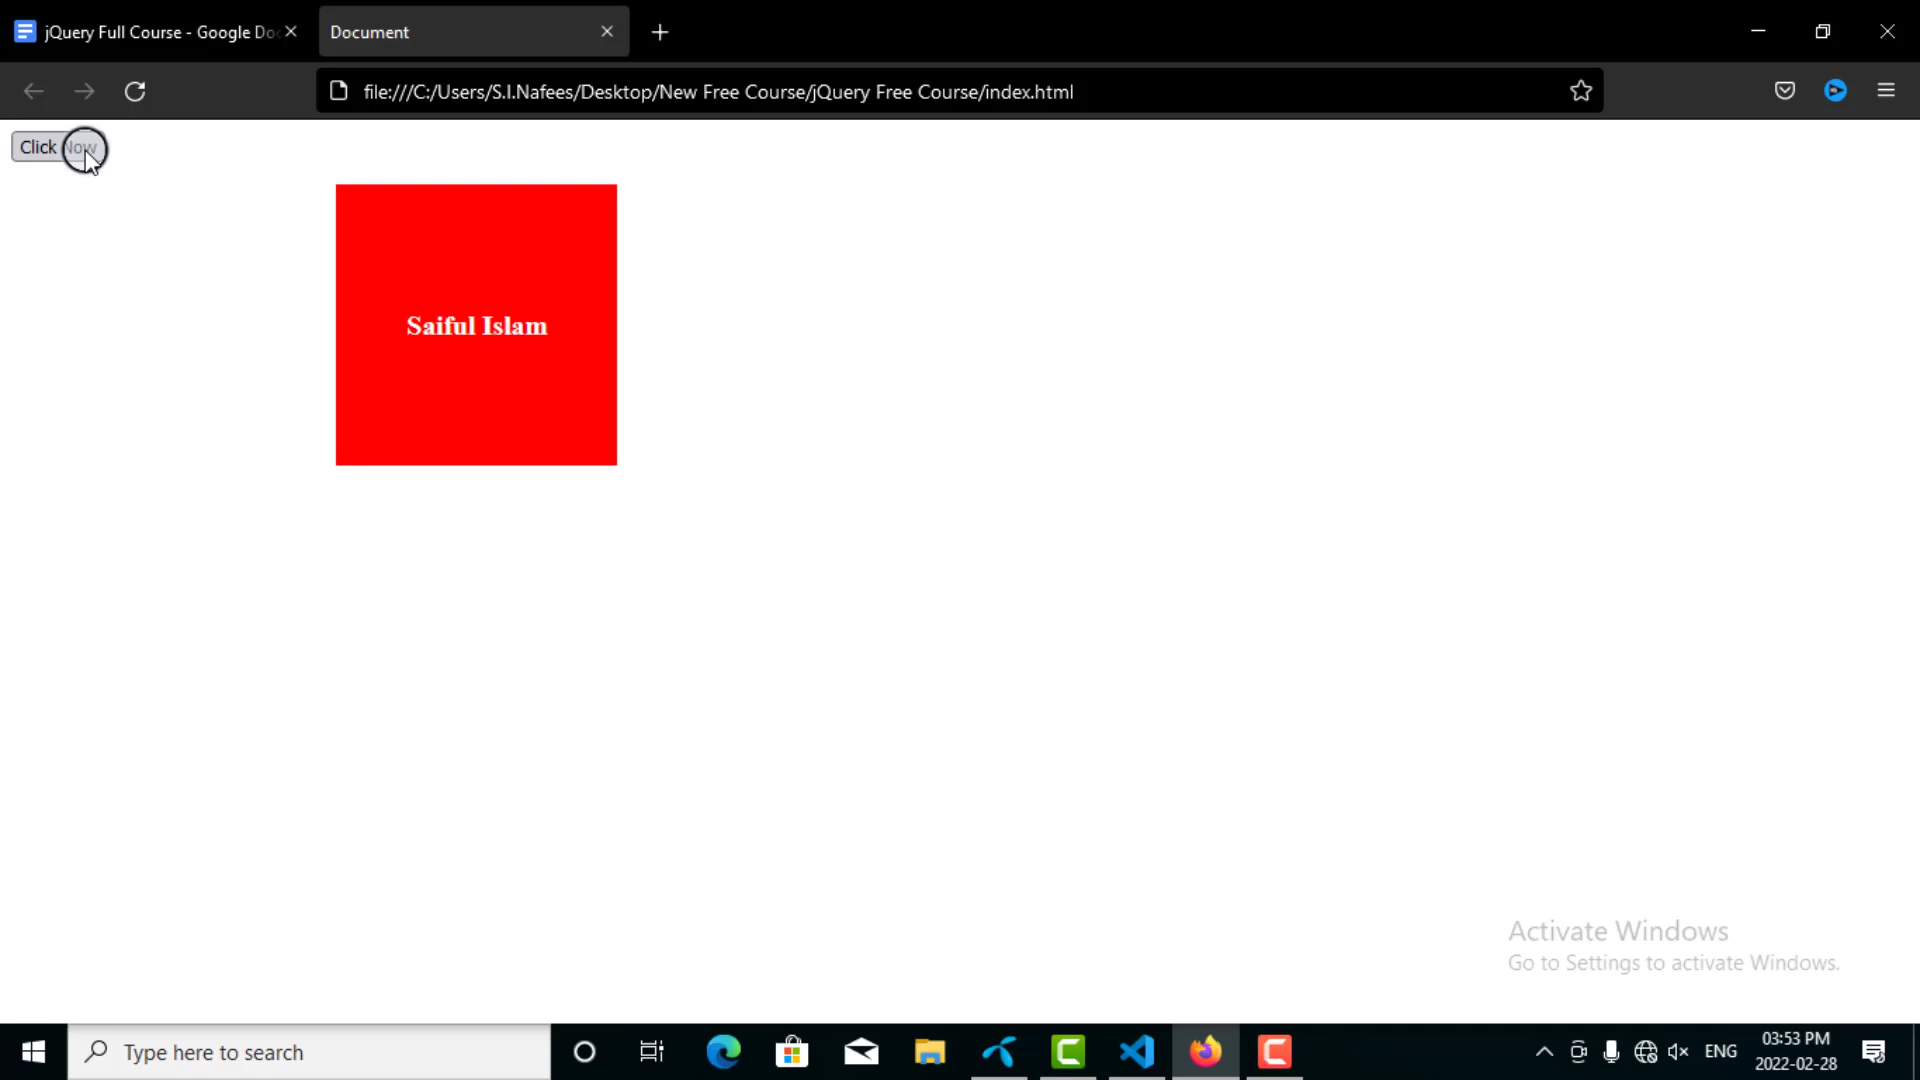 jQuery Full Course - Google Do
Document
file:///C:/Users/S.I.Nafees/Desktop/New Free Course/jQuery Free Course/index.html
Click Now
Saiful Islam
Activate Windows
Go to Settings to activate Windows.
Type here to search
ENG
03:53 PM
2022-02-28